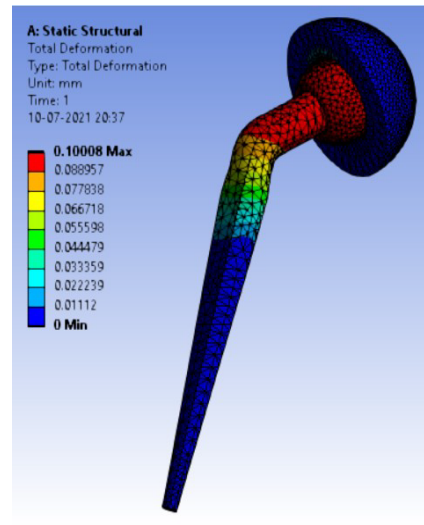 A: Static Structural
Total Deformation
Type: Total Deformation
Unit: mm
Time: 1
10-07-2021 20:37
0.10008 Max
0.088957
0.077838
0.066718
0.055598
0.044479
0.033359
0.022239
0.01112
0 Min